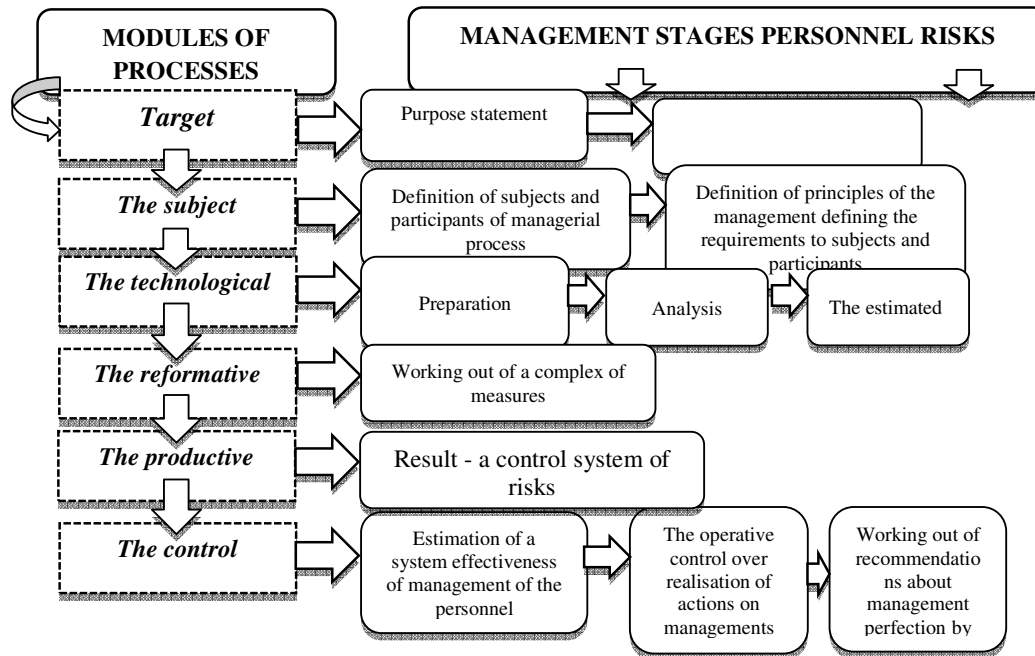 MODULES OF
PROCESSES
MANAGEMENT STAGES PERSONNEL RISKS
Target
Purpose statement
The subject
Definition of subjects and
participants of managerial
process
Definition of principles of the
management defining the
requirements to subjects and
participants
The technological
Preparation
Analysis
The estimated
The reformative
Working out of a complex of
measures
The productive
Result - a control system of
risks
The control
Estimation of a
system effectiveness
of management of the
personnel
The operative
control over
realisation of
actions on
managements
Working out of
recommendatio
ns about
management
perfection by